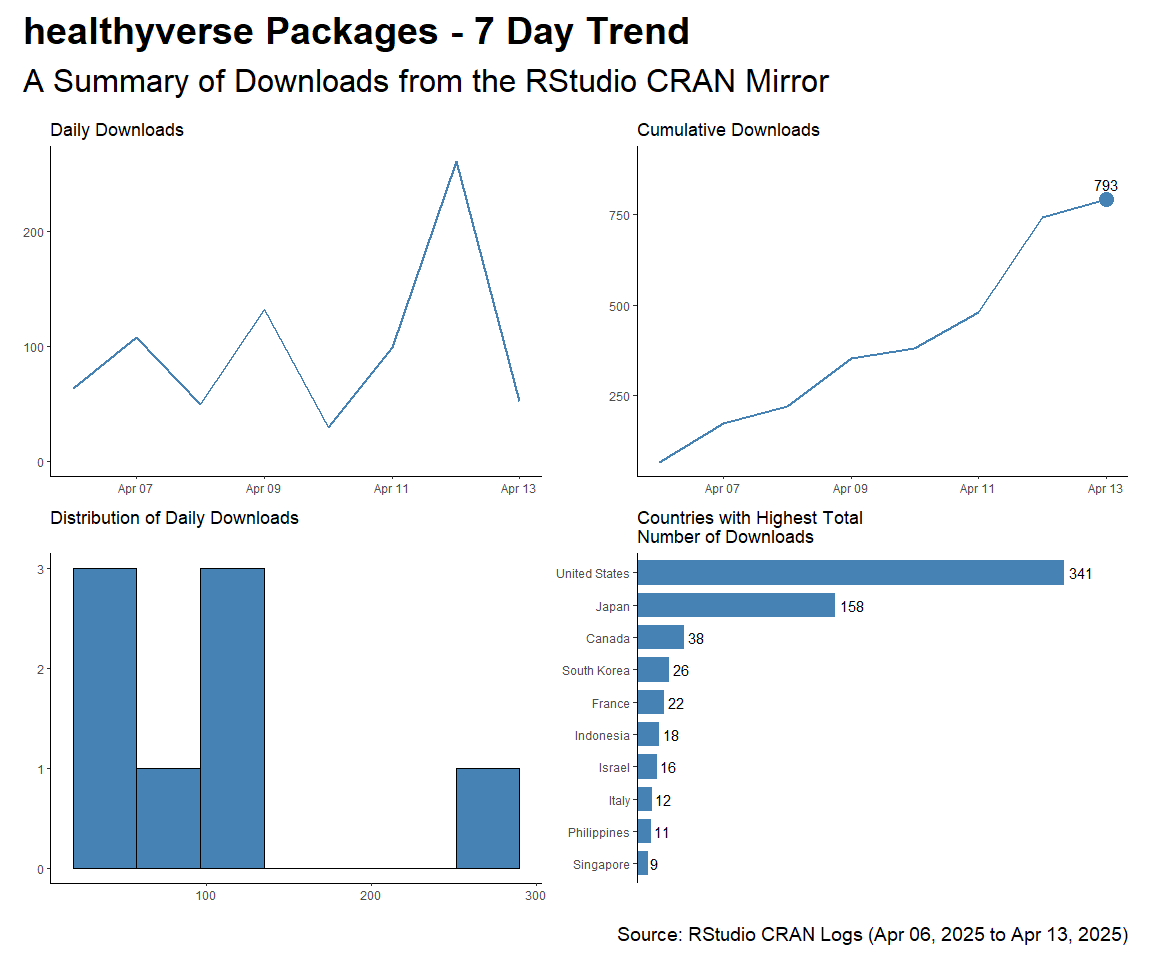 healthyverse Packages - 7 Day Trend
A Summary of Downloads from the RStudio CRAN Mirror
Daily Downloads
200
100
0
Apr 07
Apr 09
Apr 11
Apr 13
Cumulative Downloads
793
750
500
250
Apr 07
Apr 09
Apr 11
Apr 13
Distribution of Daily Downloads
3
2
1
0
100
200
300
Countries with Highest Total
Number of Downloads
United States 341
Japan 158
Canada 38
South Korea 26
France 22
Indonesia 18
Israel 16
Italy 12
Philippines 11
Singapore 9
Source: RStudio CRAN Logs (Apr 06, 2025 to Apr 13, 2025)